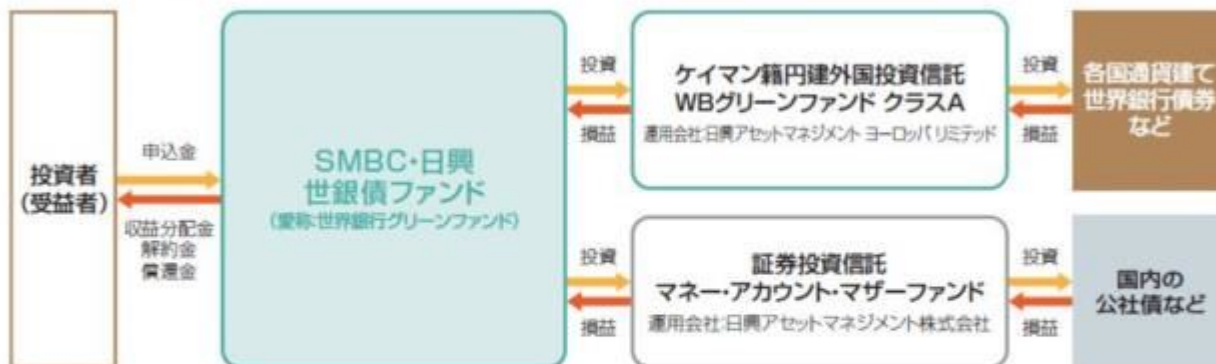 投資者
(受益者)
申込金
収益分配金
解約金
償還金
SMBC・日興
世銀債ファンド
(愛称:世界銀行グリーンファンド)
投資
損益
ケイマン籍円建外国投資信託
WBグリーンファンド クラスA
運用会社:日興アセットマネジメント ヨーロッパ リミテッド
投資
損益
各国通貨建て
世界銀行債券
など
投資
損益
証券投資信託
マネー・アカウント・マザーファンド
運用会社:日興アセットマネジメント株式会社
投資
損益
国内の
公社債など